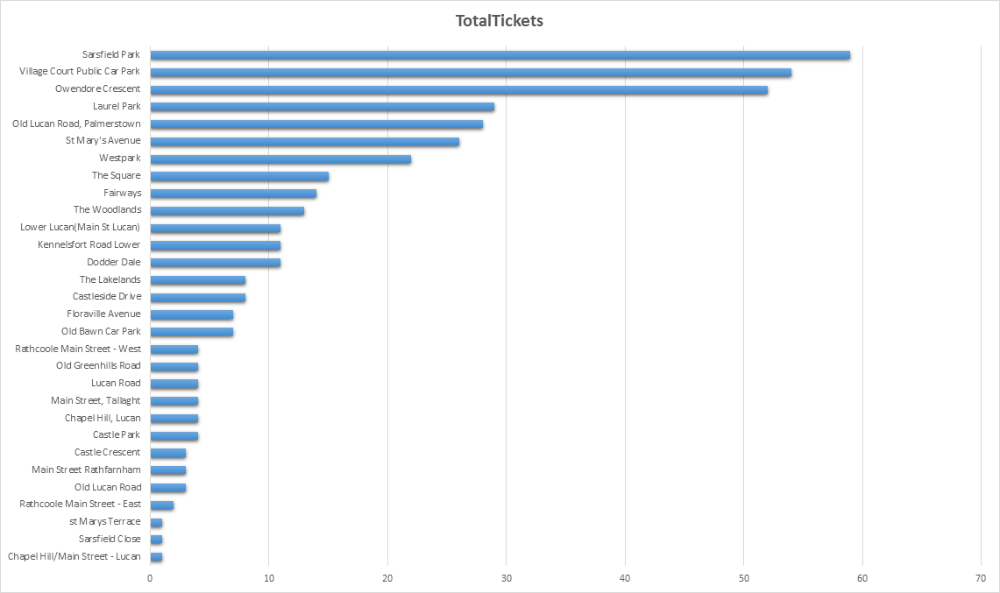 TotalTickets
Sarsfield Park
Village Court Public Car Park
Owendore Crescent
Laurel Park
Old Lucan Road, Palmerstown
St Mary's Avenue
Westpark
The Square
Fairways
The Woodlands
Lower Lucan(Main St Lucan)
Kennelsfort Road Lower
Dodder Dale
The Lakelands
Castleside Drive
Floraville Avenue
Old Bawn Car Park
Rathcoole Main Street - West
Old Greenhills Road
Lucan Road
Main Street, Tallaght
Chapel Hill, Lucan
Castle Park
Castle Crescent
Main Street Rathfarnham
Old Lucan Road
Rathcoole Main Street - East
st Marys Terrace
Sarsfield Close
Chapel Hill/Main Street - Lucan
0 10 20 30 40 50 60 70